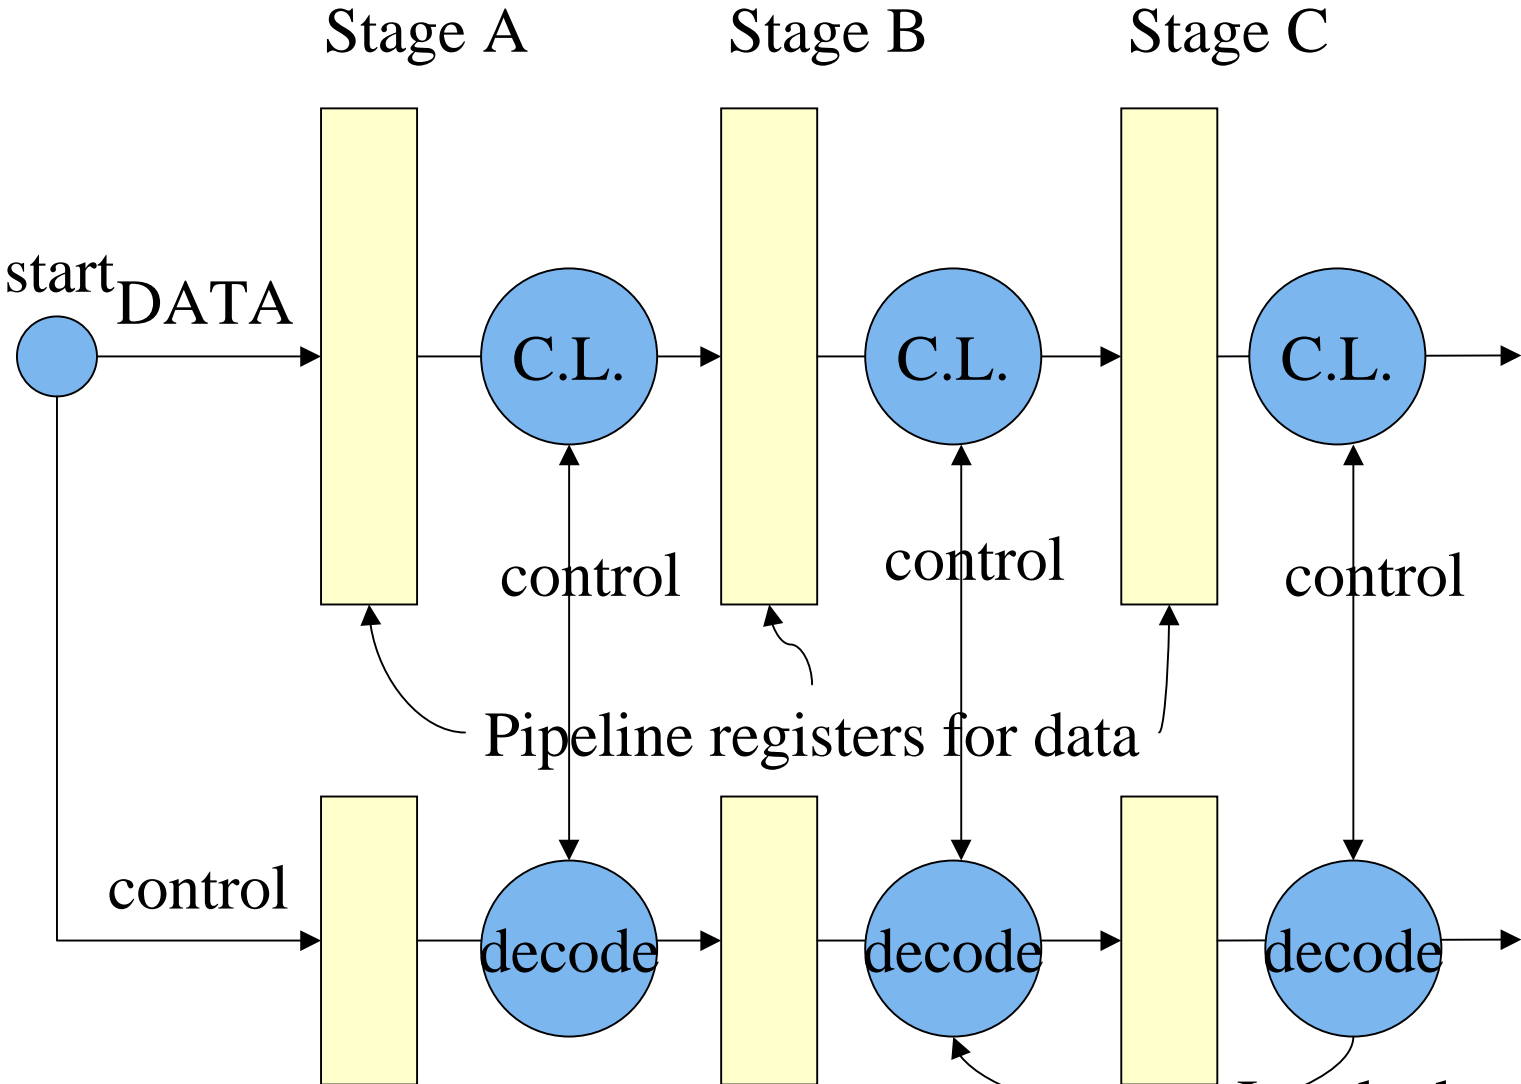 Stage A
Stage B
Stage C
start
DATA
C.L.
C.L.
C.L.
control
control
control
Pipeline registers for data
control
decode
decode
decode